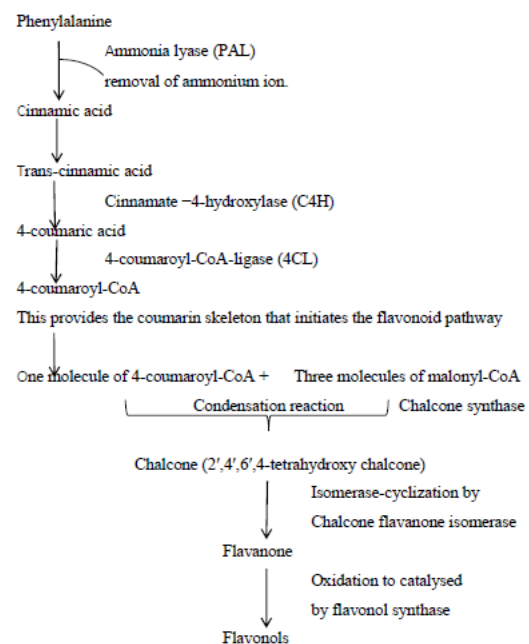 Phenylalanine
Ammonia lyase (PAL)
removal of ammonium ion.
Cinnamic acid
Trans-cinnamic acid
Cinnamate −4-hydroxylase (C4H)
4-coumaric acid
4-coumaroyl-CoA-ligase (4CL)
4-coumaroyl-CoA
This provides the coumarin skeleton that initiates the flavonoid pathway
One molecule of 4-coumaroyl-CoA + Three molecules of malonyl-CoA
Condensation reaction Chalcone synthase
Chalcone (2′,4′,6′,4-tetrahydroxy chalcone)
Isomerase-cyclization by
Chalcone flavanone isomerase
Flavanone
Oxidation to catalysed
by flavonol synthase
Flavonols